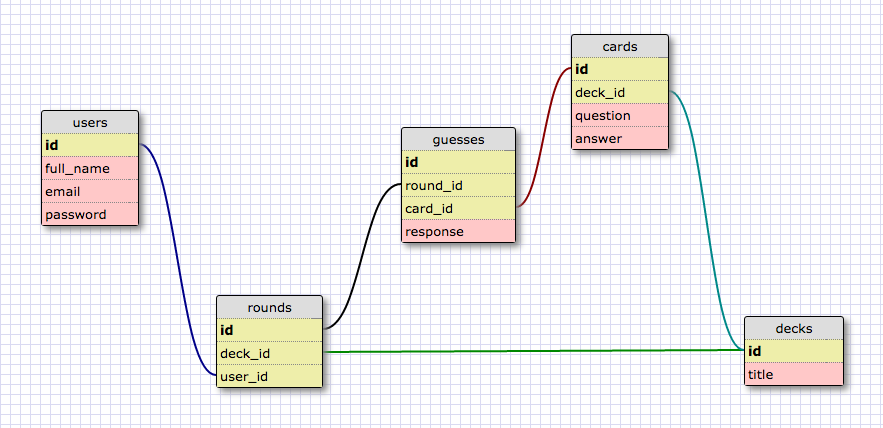 users
id
full_name
email
password
rounds
id
deck_id
user_id
guesses
id
round_id
card_id
response
cards
id
deck_id
question
answer
decks
id
title